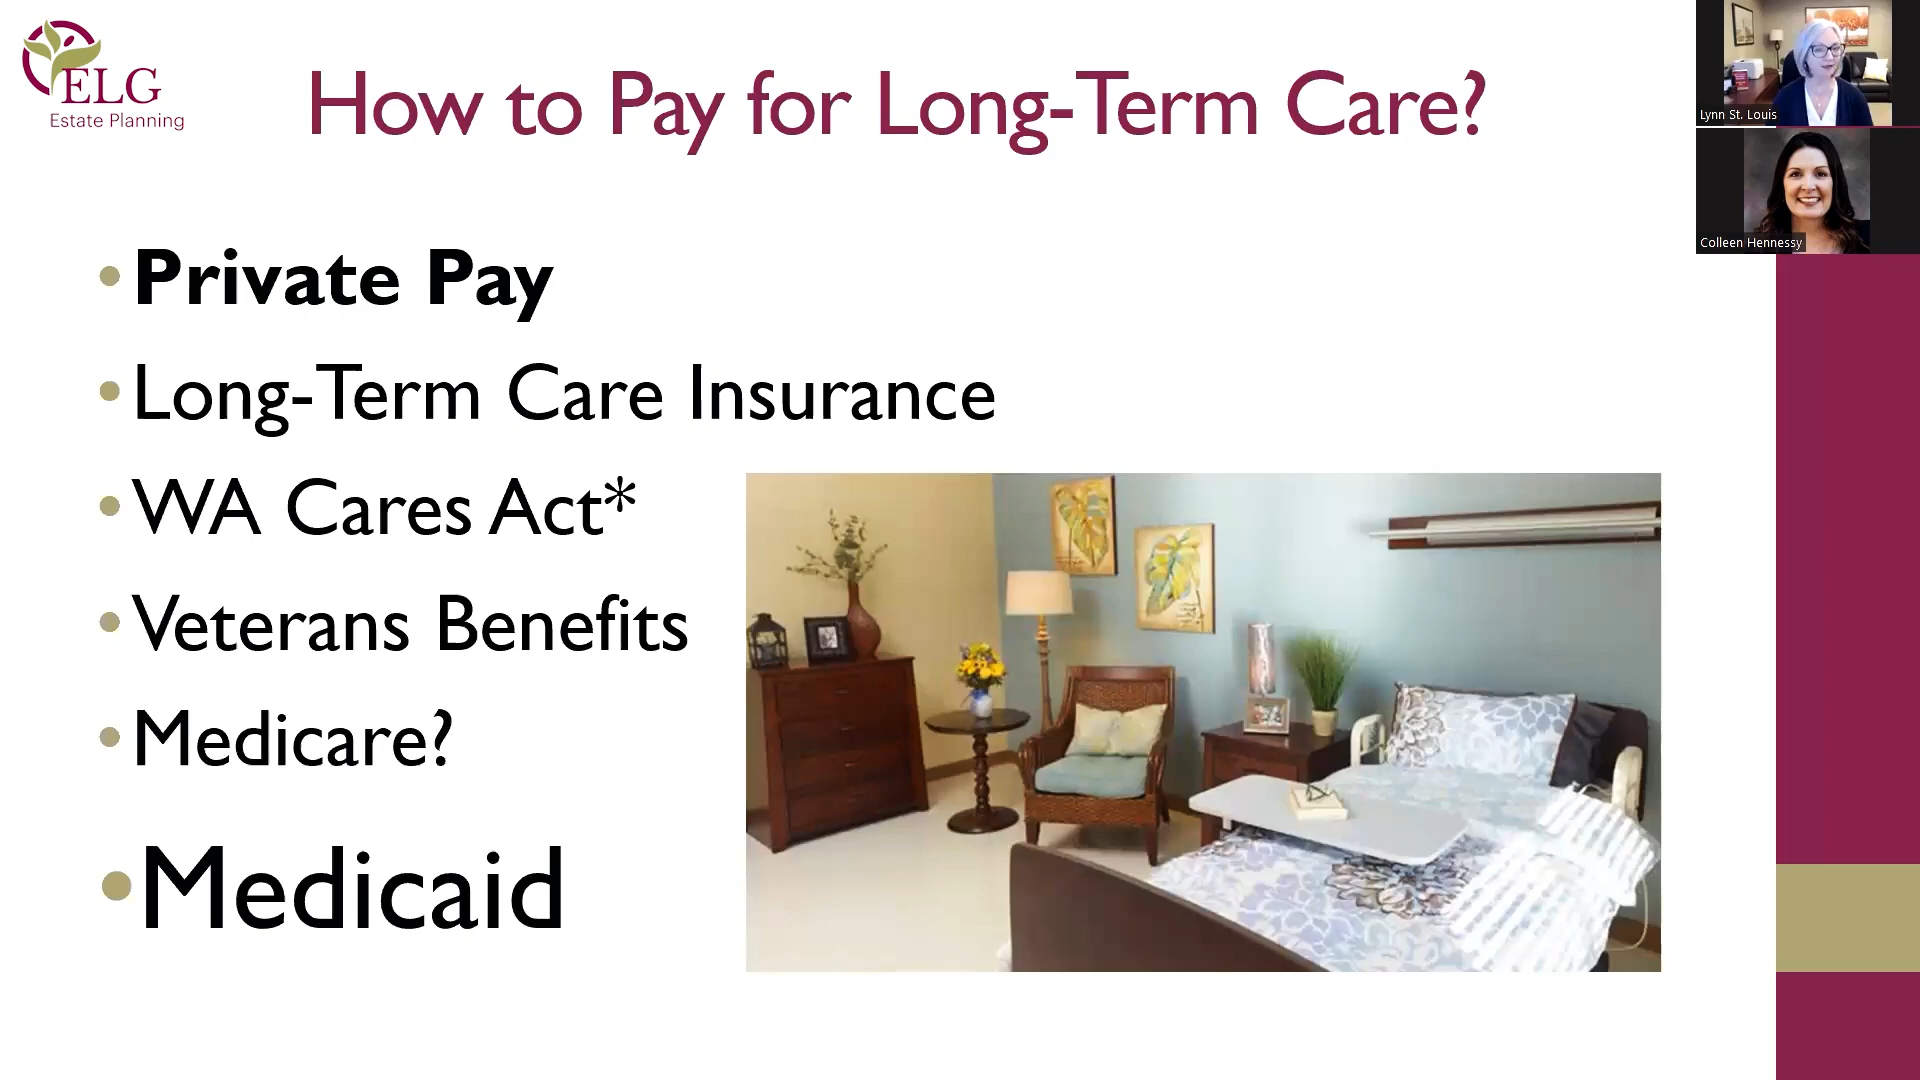 ELG
Estate Planning
How to Pay for Long-Term Care?
• Private Pay
• Long-Term Care Insurance
• WA Cares Act*
• Veterans Benefits
• Medicare?
• Medicaid
Lynn St. Louis
Colleen Hennessy